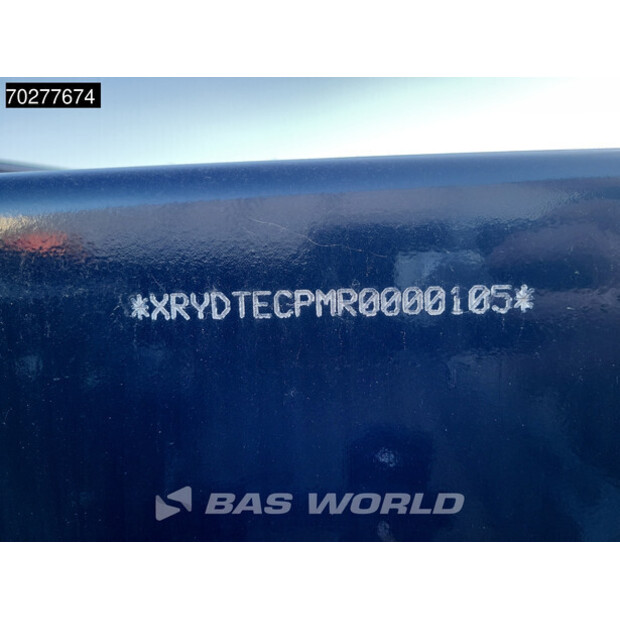 70277674
*XRYDTECPMR0000105*
BAS WORLD